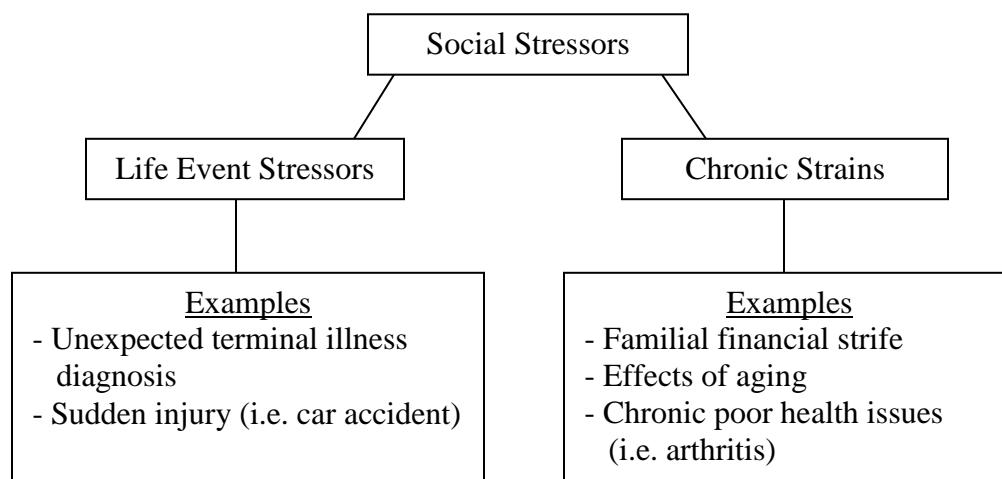 Social Stressors
Life Event Stressors
Chronic Strains
Examples
- Unexpected terminal illness
diagnosis
- Sudden injury (i.e. car accident)
Examples
- Familial financial strife
- Effects of aging
- Chronic poor health issues
(i.e. arthritis)